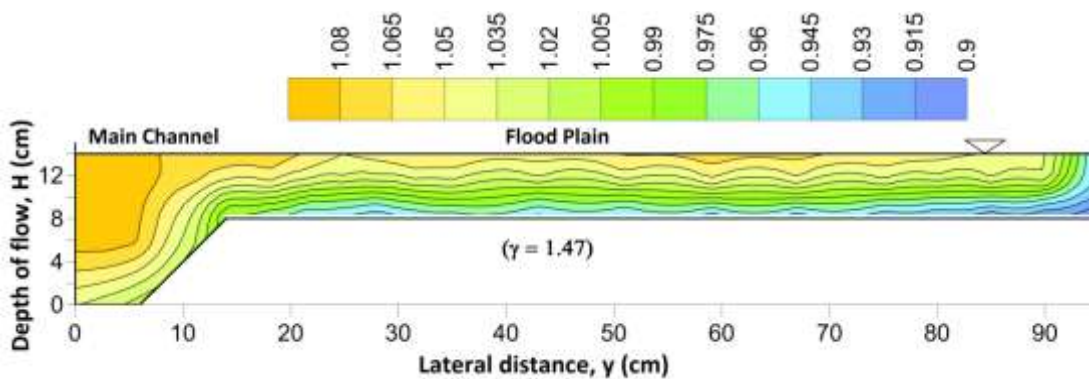 1.08 1.065 1.05 1.035 1.02 1.005 0.99 0.975 0.96 0.945 0.93 0.915 0.9
Main Channel Flood Plain
Depth of flow, H (cm)
12
8
4
0
(γ = 1.47)
0 10 20 30 40 50 60 70 80 90
Lateral distance, y (cm)